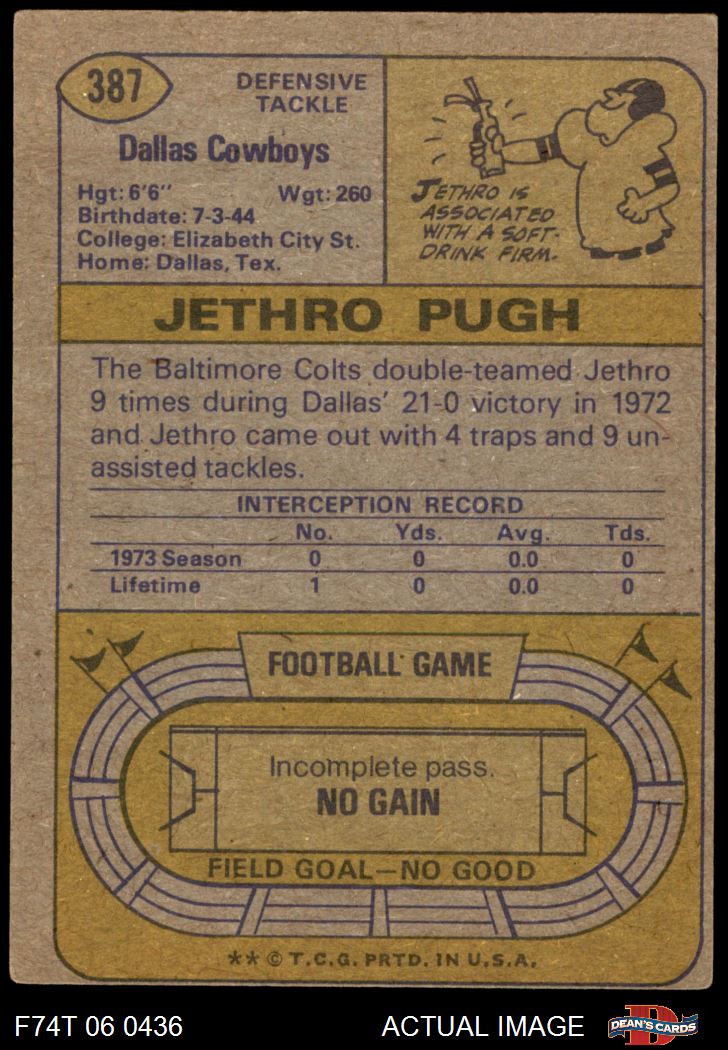 387
DEFENSIVE
TACKLE
Dallas Cowboys
Hgt: 6'6" Wgt: 260
Birthdate: 7-3-44
College: Elizabeth City St.
Home: Dallas, Tex.
JETHRO IS
ASSOCIATED
WITH A SOFT-
DRINK FIRM.
JETHRO PUGH
The Baltimore Colts double-teamed Jethro
9 times during Dallas' 21-0 victory in 1972
and Jethro came out with 4 traps and 9 un-
assisted tackles.
INTERCEPTION RECORD
No. Yds. Avg. Tds.
1973 Season 0 0 0.0 0
Lifetime 1 0 0.0 0
FOOTBALL GAME
Incomplete pass.
NO GAIN
FIELD GOAL—NO GOOD
** © T.C.G. PRTD. IN U.S.A.
F74T 06 0436 ACTUAL IMAGE D DEAN'S CARDS